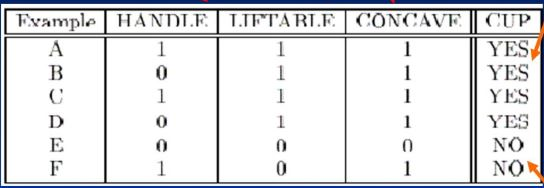 Example HANDLE LIFTABLE CONCAVE CUP
A 1 1 1 YES
B 0 1 1 YES
C 1 1 1 YES
D 0 1 1 YES
E 0 0 0 NO
F 1 0 1 NO